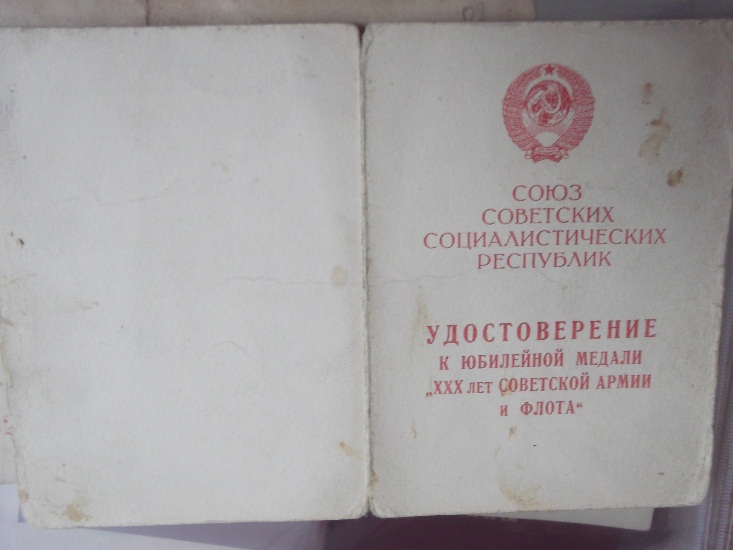 СОЮЗ
СОВЕТСКИХ
СОЦИАЛИСТИЧЕСКИХ
РЕСПУБЛИК
УДОСТОВЕРЕНИЕ
К ЮБИЛЕЙНОЙ МЕДАЛИ
„XXX ЛЕТ СОВЕТСКОЙ АРМИИ
И ФЛОТА“